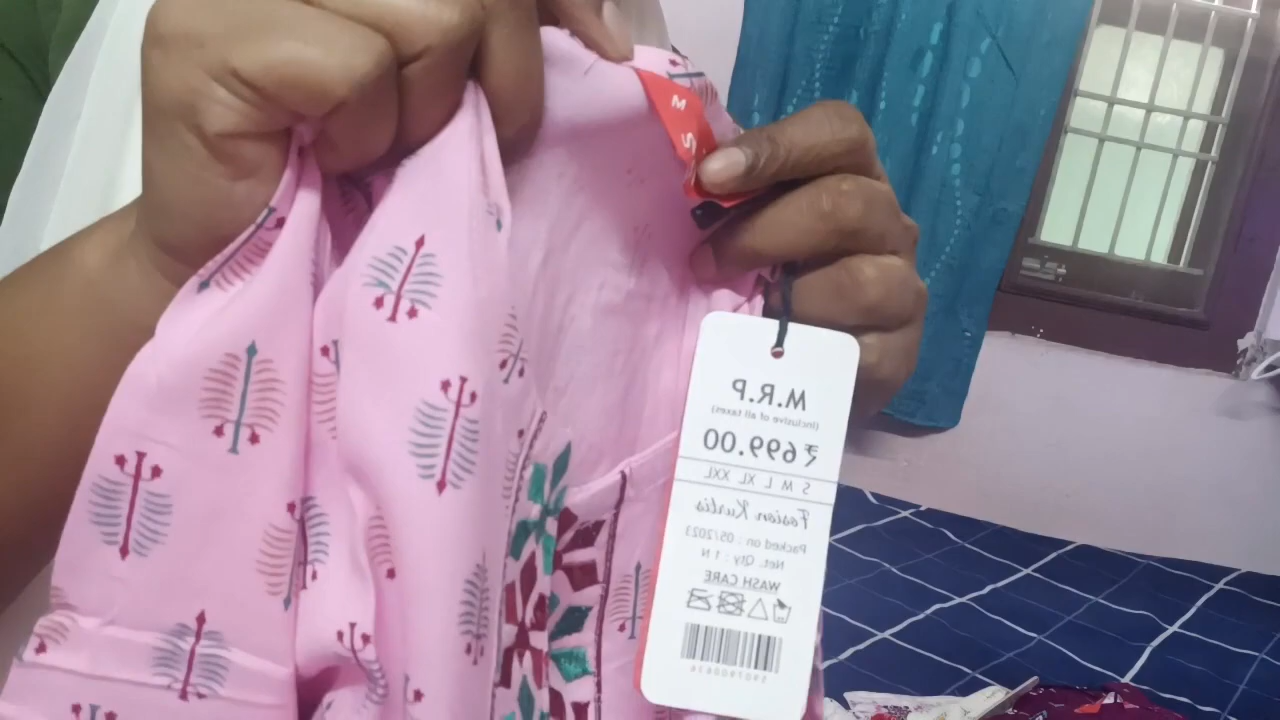 M
S
M.R.P
(Inclusive of all taxes)
₹ 699.00
S M L XL XXL
Fasion Kurtis
Packed on : 05/2023
Net. Qty : 1 N
WASH CARE